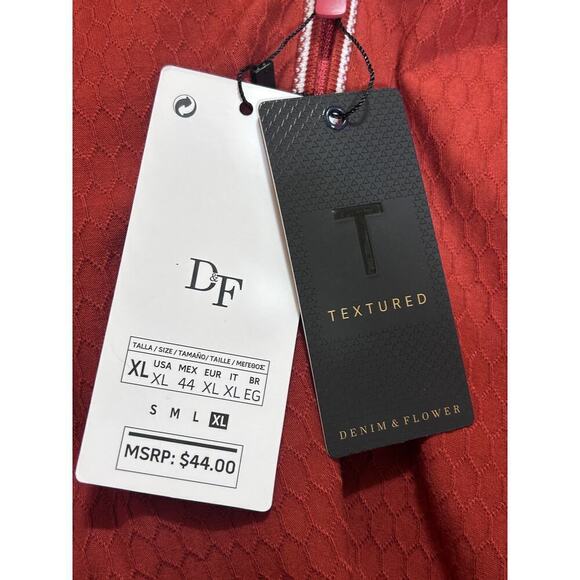 D&F
TALLA / SIZE / TAMAÑO / TAILLE / ΜΕΓΕΘΟΣ
XL USA MEX EUR IT BR
XL 44 XL XL EG
S M L XL
MSRP: $44.00
T
TEXTURED
DENIM & FLOWER